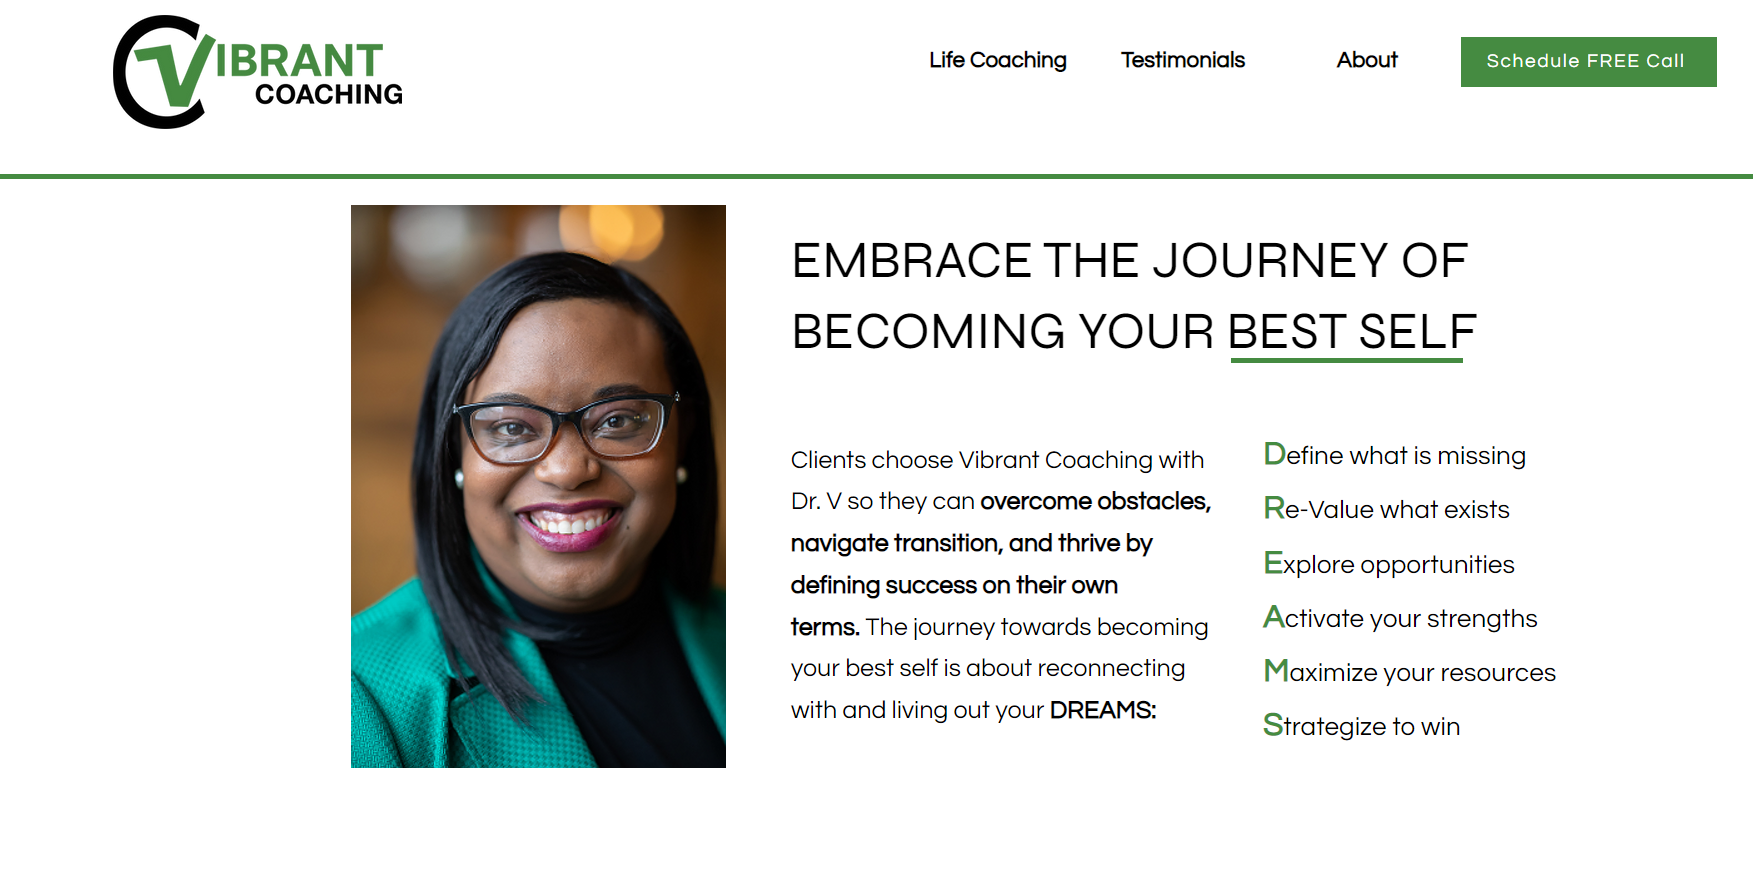 VIBRANT
COACHING
Life Coaching
Testimonials
About
Schedule FREE Call
EMBRACE THE JOURNEY OF
BECOMING YOUR BEST SELF
Clients choose Vibrant Coaching with
Dr. V so they can overcome obstacles,
navigate transition, and thrive by
defining success on their own
terms. The journey towards becoming
your best self is about reconnecting
with and living out your DREAMS:
Define what is missing
Re-Value what exists
Explore opportunities
Activate your strengths
Maximize your resources
Strategize to win